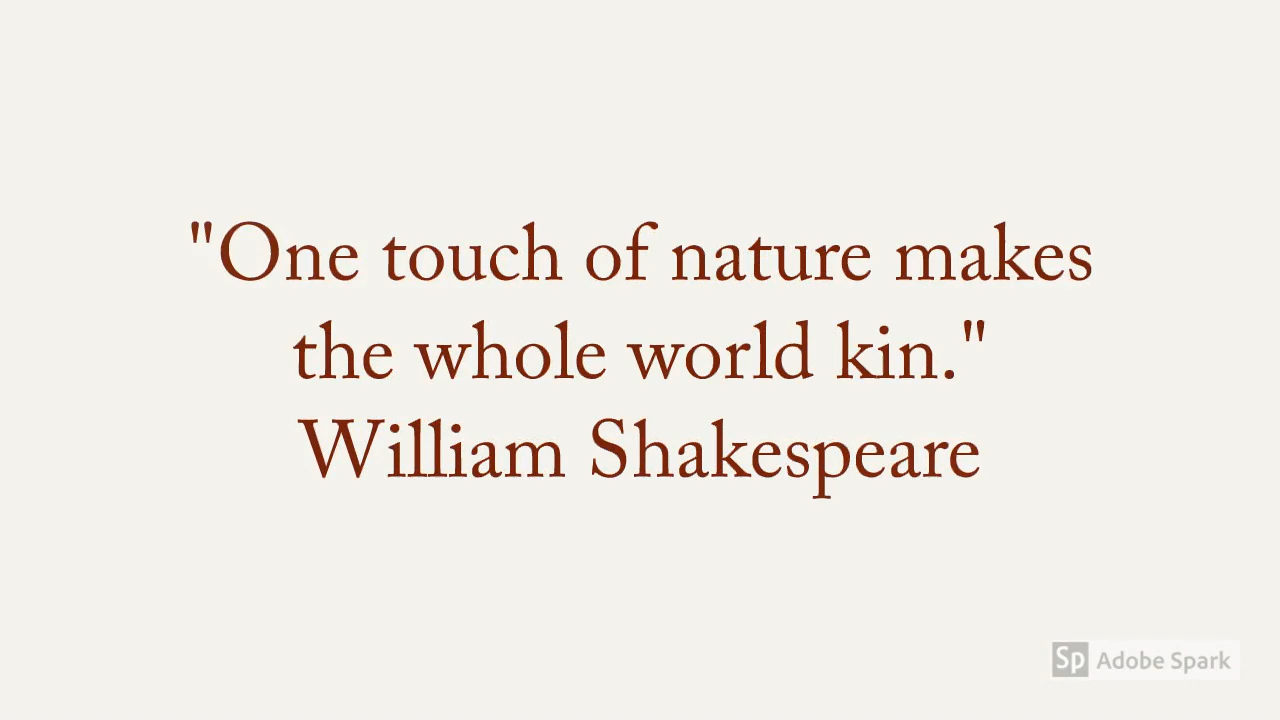 "One touch of nature makes
the whole world kin."
William Shakespeare
Sp Adobe Spark